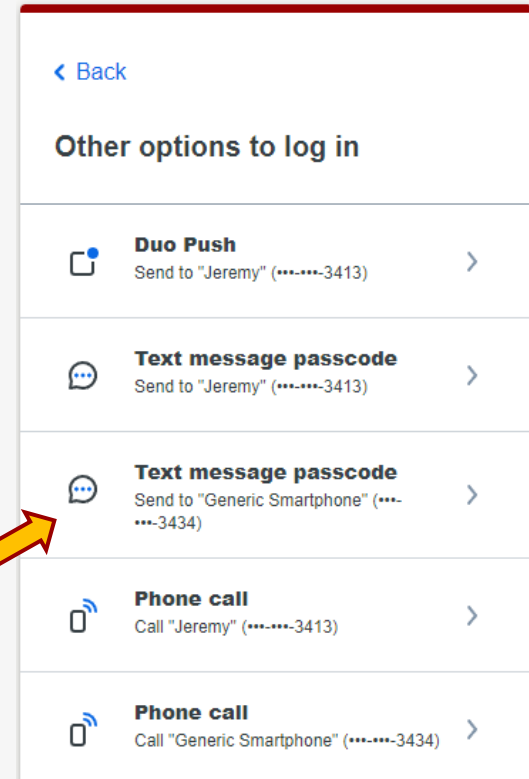 Back
Other options to log in
Duo Push
Send to "Jeremy" (•••-•••-3413)
Text message passcode
Send to "Jeremy" (•••-•••-3413)
Text message passcode
Send to "Generic Smartphone" (•••-
•••-3434)
Phone call
Call "Jeremy" (•••-•••-3413)
Phone call
Call "Generic Smartphone" (•••-•••-3434)